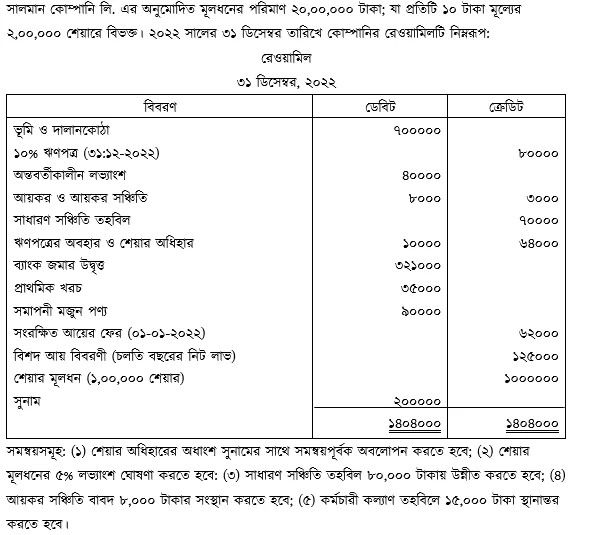 সালমান কোম্পানি লি. এর অনুমোদিত মূলধনের পরিমাণ ২০,০০,০০০ টাকা; যা প্রতিটি ১০ টাকা মূল্যের
২,০০,০০০ শেয়ারে বিভক্ত। ২০২২ সালের ৩১ ডিসেম্বর তারিখে কোম্পানির রেওয়ামিলটি নিম্নরূপ:
রেওয়ামিল
৩১ ডিসেম্বর, ২০২২
বিবরণ ডেবিট ক্রেডিট
ভূমি ও দালানকোঠা ৭০০০০০
১০% ঋণপত্র (৩১:১২-২০২২) ৮০০০০
অন্তবর্তীকালীন লভ্যাংশ ৪০০০০
আয়কর ও আয়কর সঞ্চিতি ৮০০০ ৩০০০
সাধারণ সঞ্চিতি তহবিল ৭০০০০
ঋণপত্রের অবহার ও শেয়ার অধিহার ১০০০০ ৬৪০০০
ব্যাংক জমার উদ্বৃত্ত ৩২১০০০
প্রাথমিক খরচ ৩৫০০০
সমাপনী মজুন পণ্য ৯০০০০
সংরক্ষিত আয়ের ফের (০১-০১-২০২২) ৬২০০০
বিশদ আয় বিবরণী (চলতি বছরের নিট লাভ) ১২৫০০০
শেয়ার মূলধন (১,০০,০০০ শেয়ার) ১০০০০০০
সুনাম ২০০০০০
১৪০৪০০০ ১৪০৪০০০
সমন্বয়সমূহ: (১) শেয়ার অধিহারের অধাংশ সুনামের সাথে সমন্বয়পূর্বক অবলোপন করতে হবে; (২) শেয়ার
মূলধনের ৫% লভ্যাংশ ঘোষণা করতে হবে: (৩) সাধারণ সঞ্চিতি তহবিল ৮০,০০০ টাকায় উন্নীত করতে হবে; (৪)
আয়কর সঞ্চিতি বাবদ ৮,০০০ টাকার সংস্থান করতে হবে; (৫) কর্মচারী কল্যাণ তহবিলে ১৫,০০০ টাকা স্থানান্তর
করতে হবে।